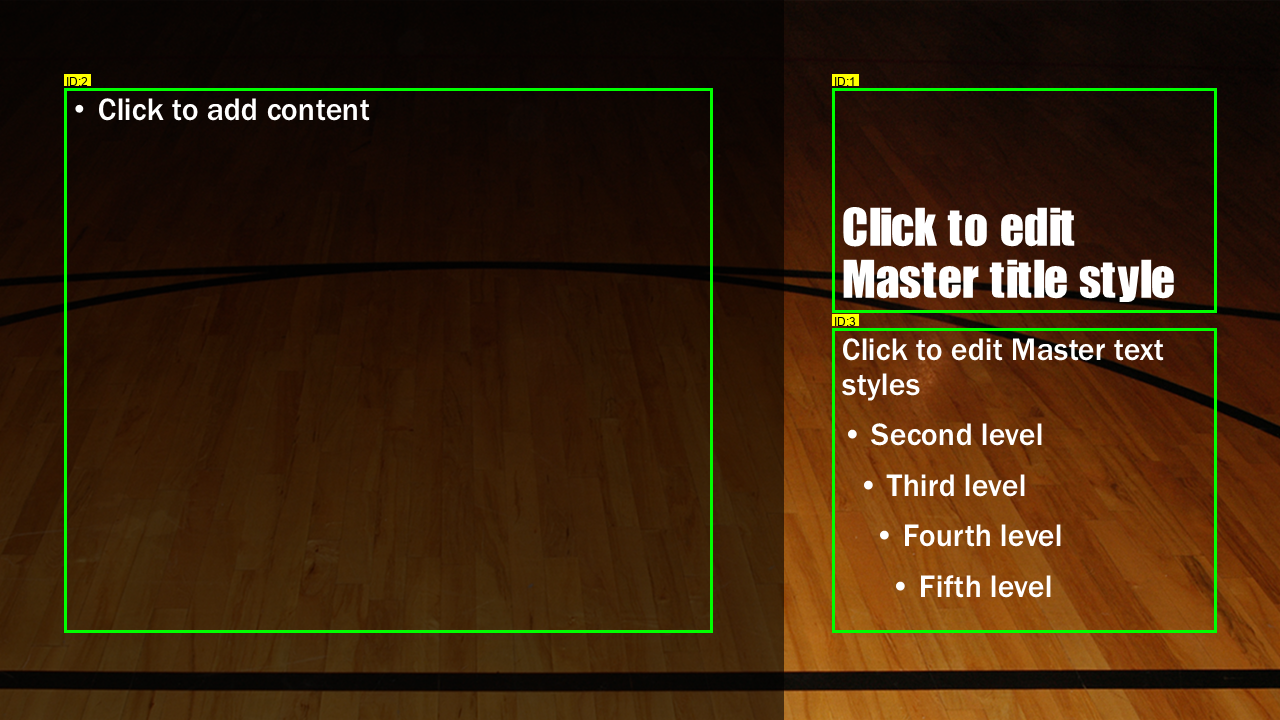 ID:2
• Click to add content
ID:1
Click to edit
Master title style
ID:3
Click to edit Master text
styles
• Second level
• Third level
• Fourth level
• Fifth level